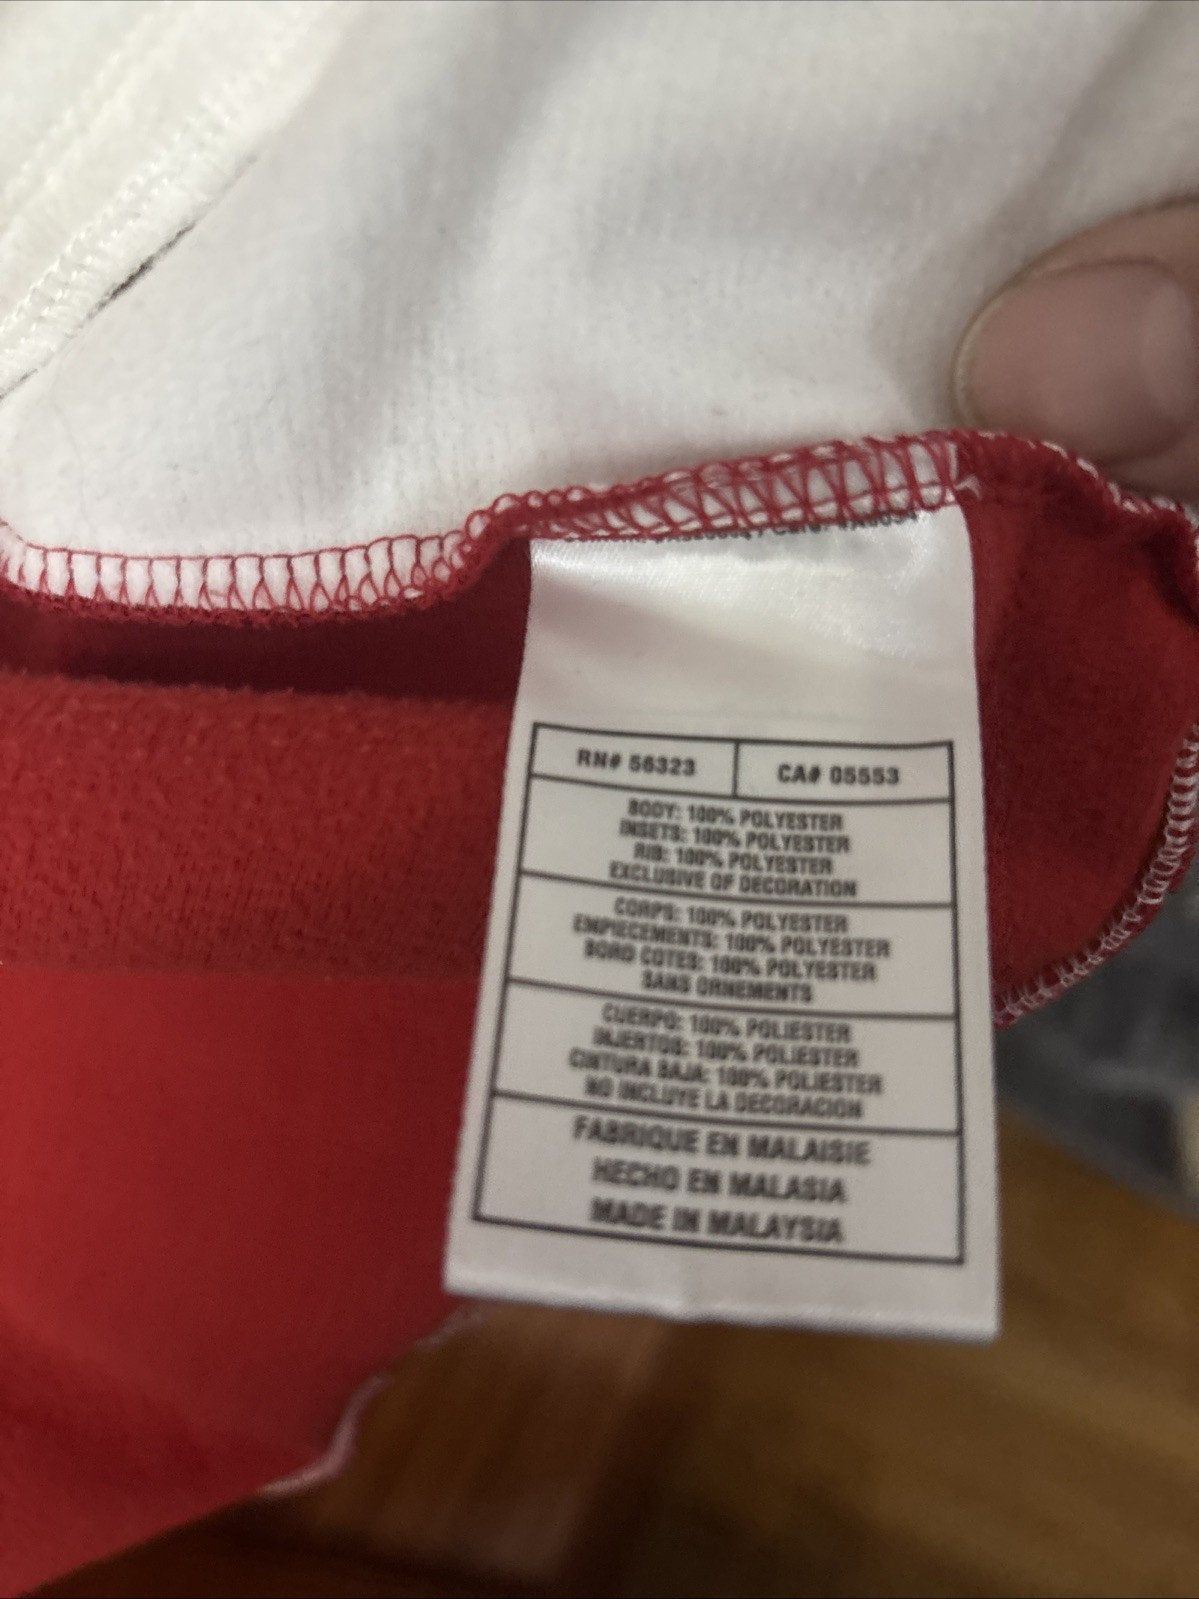 RN# 56323
CA# 05553
BODY: 100% POLYESTER
INSETS: 100% POLYESTER
RIB: 100% POLYESTER
EXCLUSIVE OF DECORATION
CORPS: 100% POLYESTER
EMPIECEMENTS: 100% POLYESTER
BORD COTES: 100% POLYESTER
SANS ORNEMENTS
CUERPO: 100% POLIESTER
INJERTOS: 100% POLIESTER
CINTURA BAJA: 100% POLIESTER
NO INCLUYE LA DECORACION
FABRIQUE EN MALAISIE
HECHO EN MALASIA
MADE IN MALAYSIA